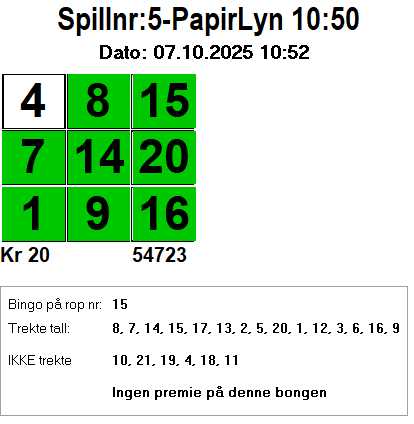 Spillnr:5-PapirLyn 10:50
Dato: 07.10.2025 10:52
4 8 15
7 14 20
1 9 16
Kr 20 54723
Bingo på rop nr: 15
Trekte tall: 8, 7, 14, 15, 17, 13, 2, 5, 20, 1, 12, 3, 6, 16, 9
IKKE trekte 10, 21, 19, 4, 18, 11
Ingen premie på denne bongen